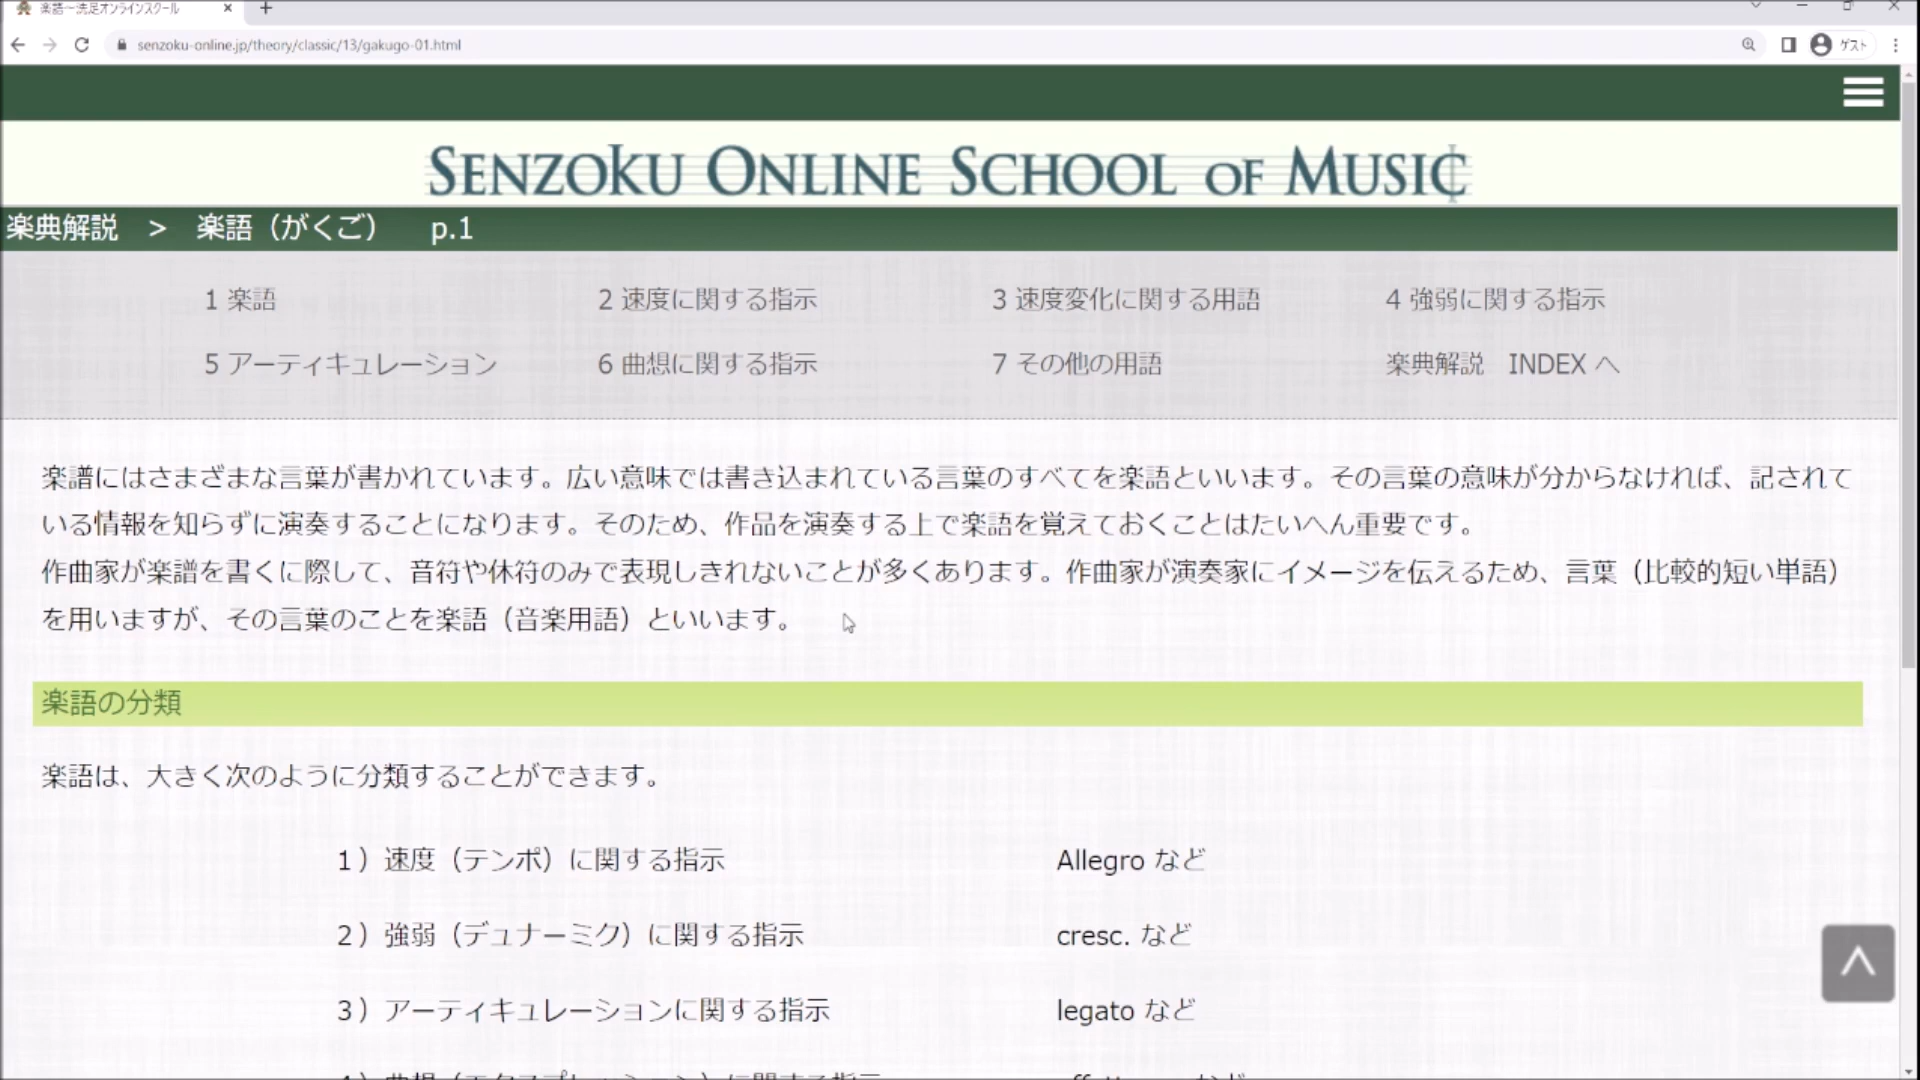 楽語～洗足オンラインスクール
senzoku-online.jp/theory/classic/13/gakugo-01.html
ゲスト
SENZOKU ONLINE SCHOOL OF MUSIC
楽典解説 > 楽語（がくご） p.1
1 楽語 2 速度に関する指示 3 速度変化に関する用語 4 強弱に関する指示
5 アーティキュレーション 6 曲想に関する指示 7 その他の用語 楽典解説 INDEX へ
楽譜にはさまざまな言葉が書かれています。広い意味では書き込まれている言葉のすべてを楽語といいます。その言葉の意味が分からなければ、記されて
いる情報を知らずに演奏することになります。そのため、作品を演奏する上で楽語を覚えておくことはたいへん重要です。
作曲家が楽譜を書くに際して、音符や休符のみで表現しきれないことが多くあります。作曲家が演奏家にイメージを伝えるため、言葉（比較的短い単語）
を用いますが、その言葉のことを楽語（音楽用語）といいます。
楽語の分類
楽語は、大きく次のように分類することができます。
1）速度（テンポ）に関する指示 Allegro など
2）強弱（デュナーミク）に関する指示 cresc. など
3）アーティキュレーションに関する指示 legato など